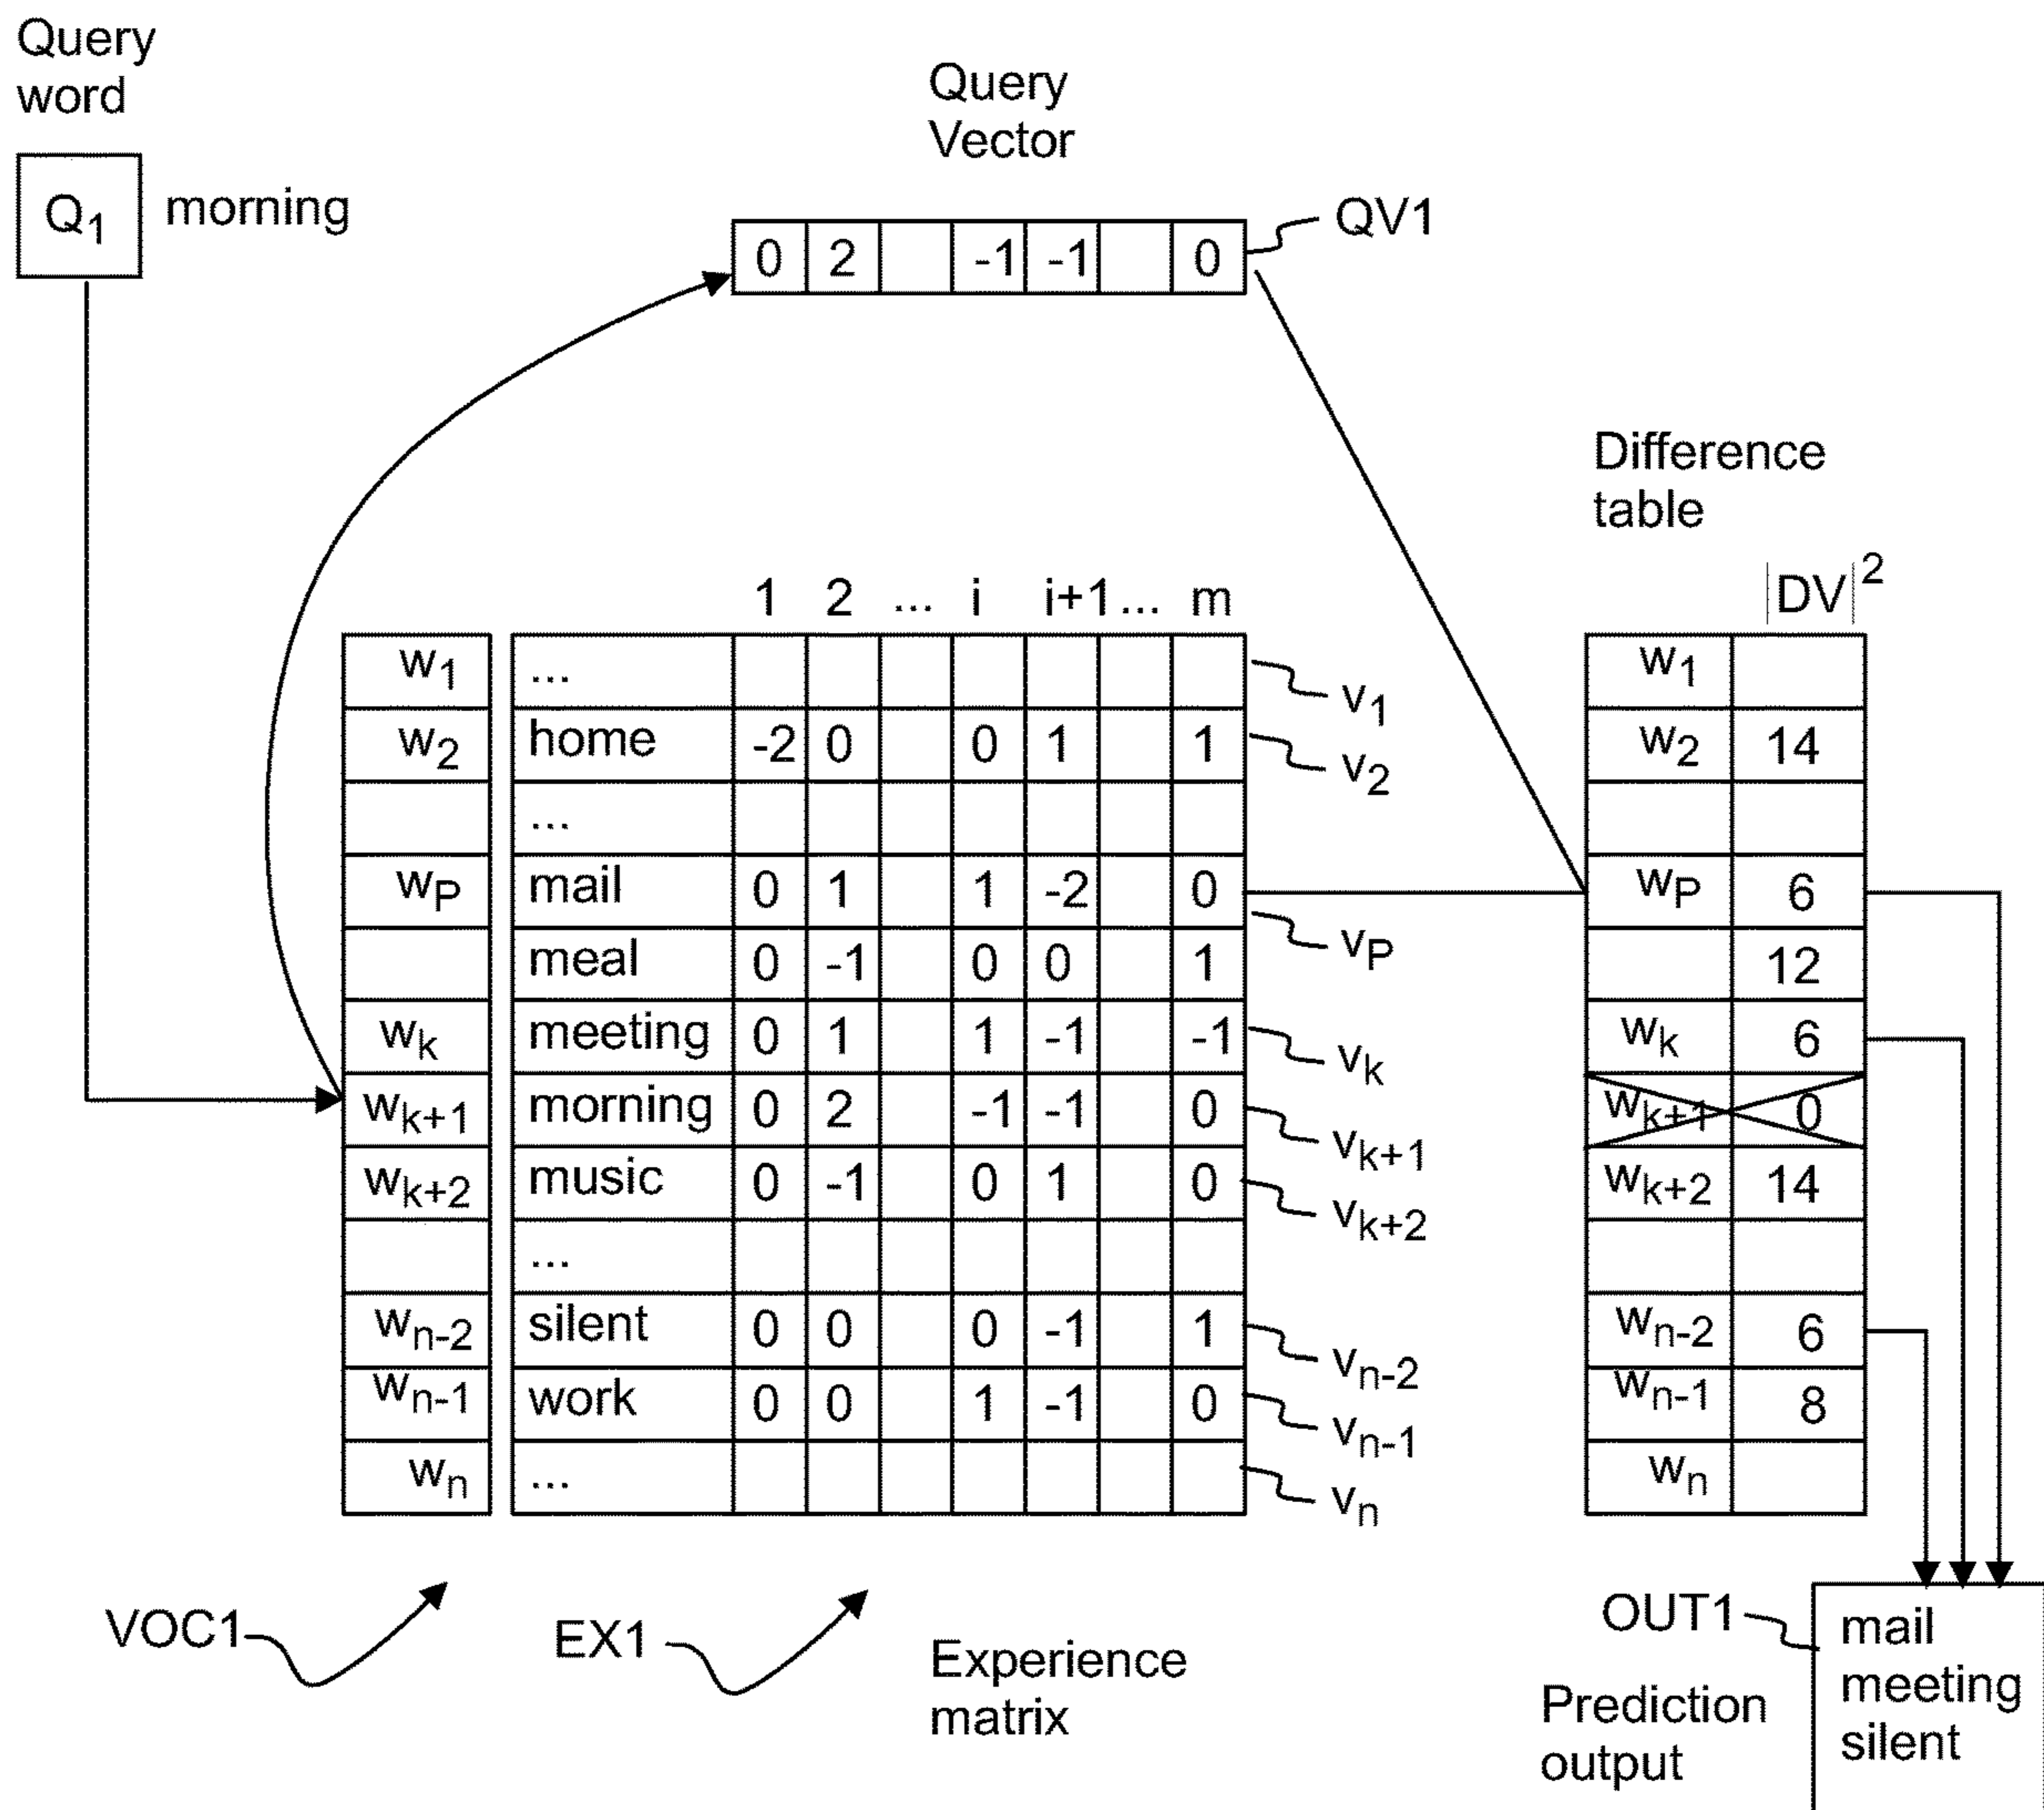 Query
word
Q1 morning
Query
Vector
0 2 -1 -1 0
QV1
Difference
table
|DV|²
1 2 ... i i+1 ... m
w1 ... v1
w2 home -2 0 0 1 1 v2
...
wP mail 0 1 1 -2 0 vP
meal 0 -1 0 0 1
wk meeting 0 1 1 -1 -1 vk
wk+1 morning 0 2 -1 -1 0 vk+1
wk+2 music 0 -1 0 1 0 vk+2
...
wn-2 silent 0 0 0 -1 1 vn-2
wn-1 work 0 0 1 -1 0 vn-1
wn ... vn
w1
w2 14
wP 6
12
wk 6
wk+1 0
wk+2 14
wn-2 6
wn-1 8
wn
VOC1
EX1
Experience
matrix
OUT1
Prediction
output
mail
meeting
silent